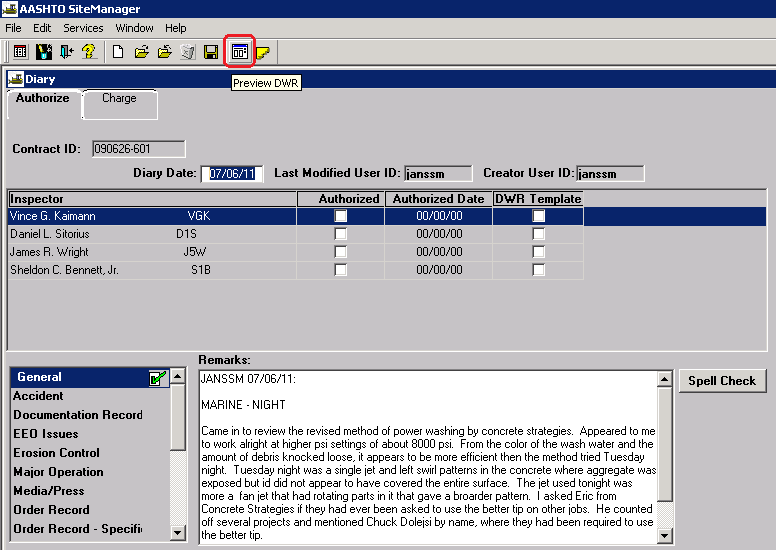 AASHTO SiteManager
File Edit Services Window Help
Preview DWR
Diary
Authorize Charge
Contract ID: 090626-601
Diary Date: 07/06/11 Last Modified User ID: janssm Creator User ID: janssm
Inspector Authorized Authorized Date DWR Template
Vince G. Kaimann VGK 00/00/00
Daniel L. Sitorius D1S 00/00/00
James R. Wright J5W 00/00/00
Sheldon C. Bennett, Jr. S1B 00/00/00
Remarks:
General
Accident
Documentation Record
EEO Issues
Erosion Control
Major Operation
Media/Press
Order Record
Order Record - Specifi
JANSSM 07/06/11:
MARINE - NIGHT
Came in to review the revised method of power washing by concrete strategies. Appeared to me
to work alright at higher psi settings of about 8000 psi. From the color of the wash water and the
amount of debris knocked loose, it appears to be more efficient then the method tried Tuesday
night. Tuesday night was a single jet and left swirl patterns in the concrete where aggregate was
exposed but id did not appear to have covered the entire surface. The jet used tonight was
more a fan jet that had rotating parts in it that gave a broarder pattern. I asked Eric from
Concrete Strategies if they had ever been asked to use the better tip on other jobs. He counted
off several projects and mentioned Chuck Dolejsi by name, where they had been required to use
the better tip.
Spell Check